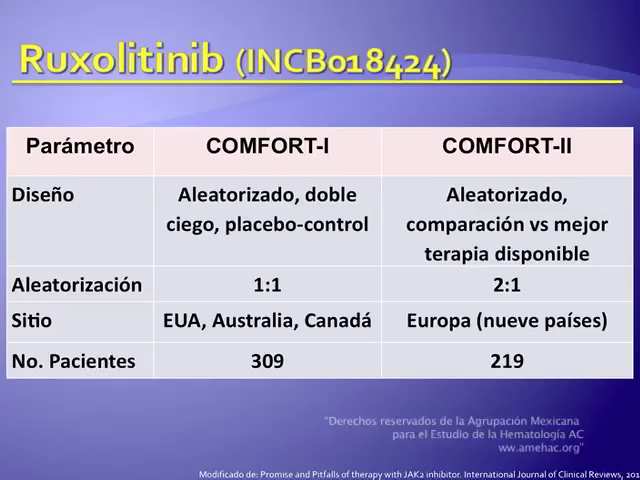 Ruxolitinib (INCB018424)
Parámetro COMFORT-I COMFORT-II
Diseño Aleatorizado, doble ciego, placebo-control Aleatorizado, comparación vs mejor terapia disponible
Aleatorización 1:1 2:1
Sitio EUA, Australia, Canadá Europa (nueve países)
No. Pacientes 309 219
"Derechos reservados de la Agrupación Mexicana
para el Estudio de la Hematología AC
ww.amehac.org"
Modificado de: Promise and Pitfalls of therapy with JAK2 inhibitor. International Journal of Clinical Reviews, 201